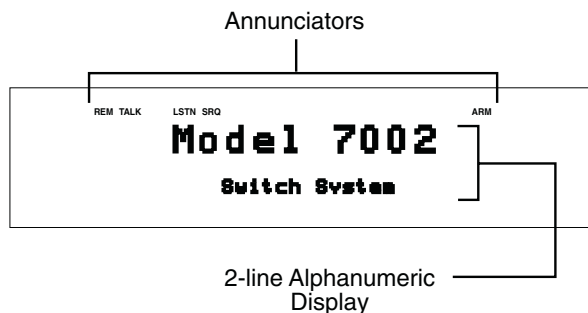 Annunciators
REM TALK LSTN SRQ ARM
Model 7002
Switch System
2-line Alphanumeric
Display